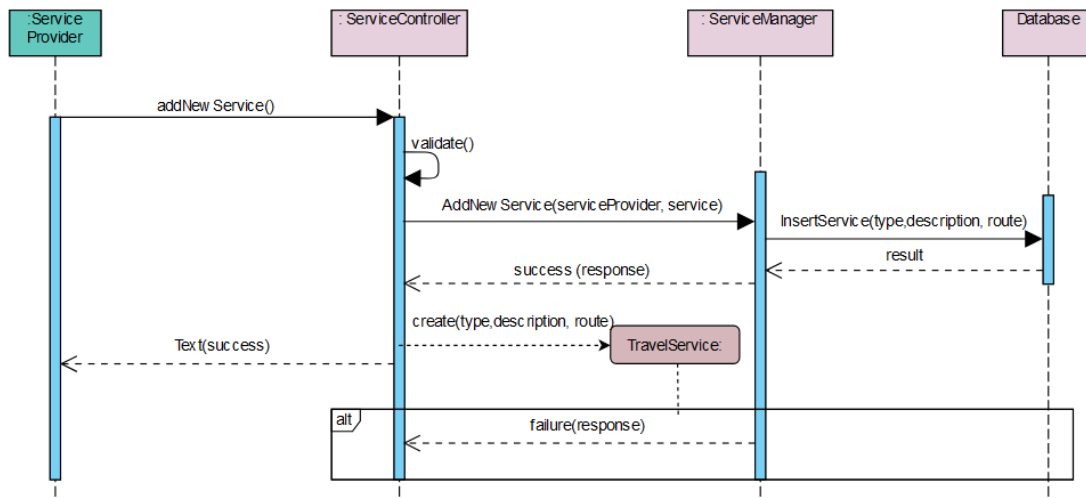 :Service
Provider
: ServiceController
: ServiceManager
Database
addNew Service()
validate()
AddNew Service(serviceProvider, service)
InsertService(type,description, route)
result
success (response)
create(type,description, route)
TravelService:
Text(success)
alt
failure(response)